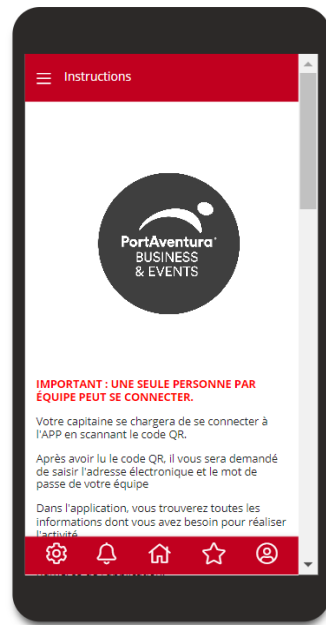 Instructions
PortAventura
BUSINESS
& EVENTS
IMPORTANT : UNE SEULE PERSONNE PAR
ÉQUIPE PEUT SE CONNECTER.
Votre capitaine se chargera de se connecter à
l'APP en scannant le code QR.
Après avoir lu le code QR, il vous sera demandé
de saisir l'adresse électronique et le mot de
passe de votre équipe
Dans l'application, vous trouverez toutes les
informations dont vous avez besoin pour réaliser
l'activité